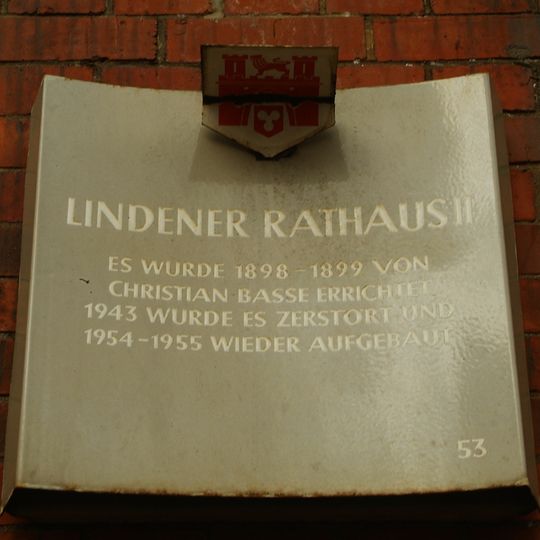 LINDENER RATHAUS II
ES WURDE 1898-1899 VON
CHRISTIAN BASSE ERRICHTET
1943 WURDE ES ZERSTÖRT UND
1954-1955 WIEDER AUFGEBAUT
53